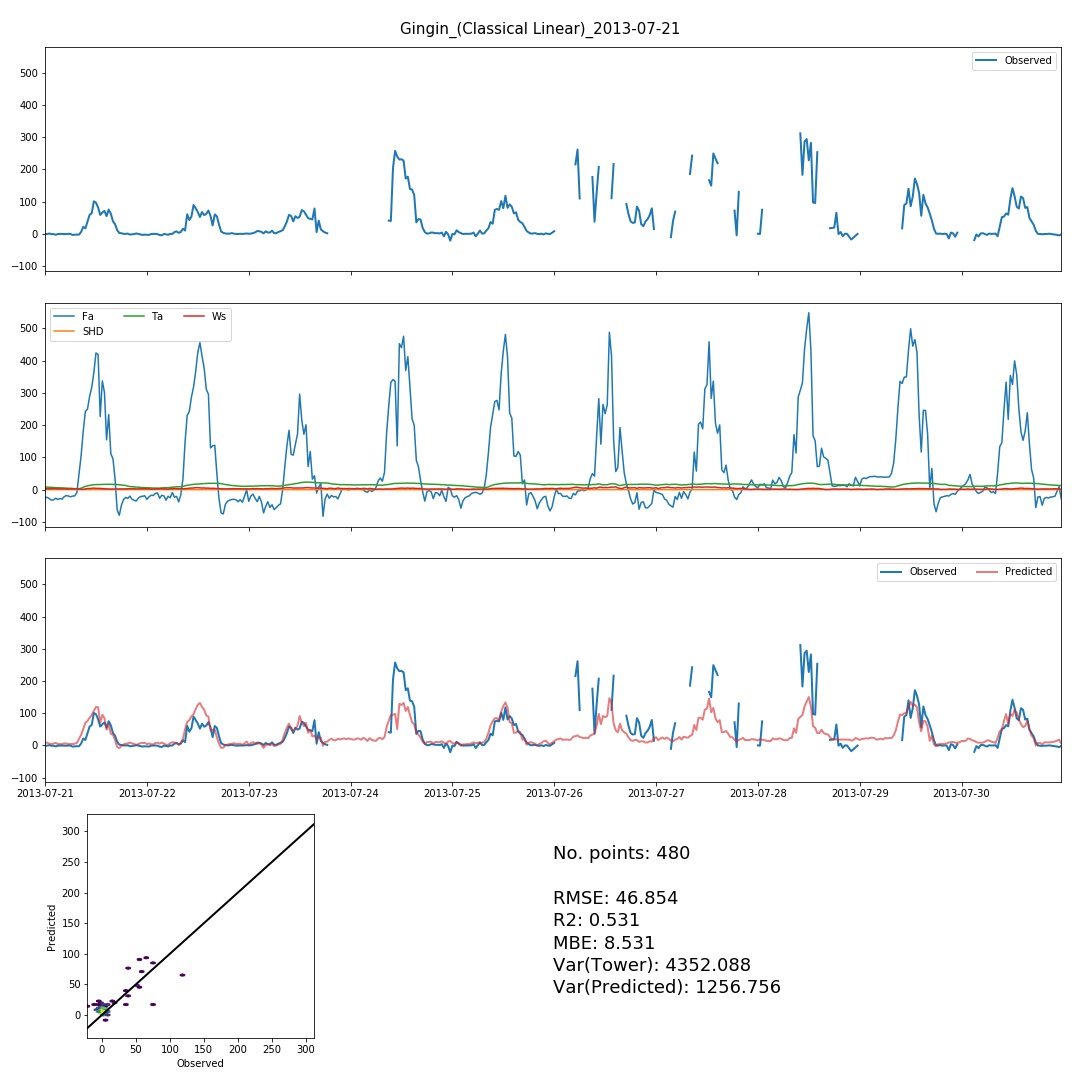 Gingin_(Classical Linear)_2013-07-21
Observed
500
400
300
200
100
0
−100
Fa Ta Ws
SHD
500
400
300
200
100
0
−100
Observed Predicted
500
400
300
200
100
0
−100
2013-07-21 2013-07-22 2013-07-23 2013-07-24 2013-07-25 2013-07-26 2013-07-27 2013-07-28 2013-07-29 2013-07-30
300
250
200
150
100
50
0
Predicted
0 50 100 150 200 250 300
Observed
No. points: 480
RMSE: 46.854
R2: 0.531
MBE: 8.531
Var(Tower): 4352.088
Var(Predicted): 1256.756